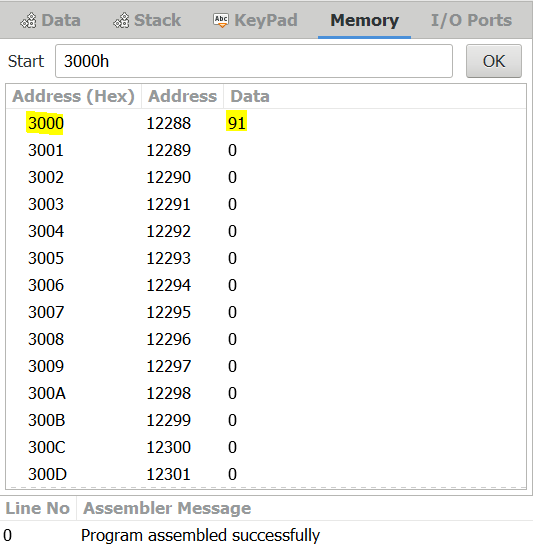 Data Stack Abc KeyPad Memory I/O Ports
Start 3000h OK
Address (Hex) Address Data
3000 12288 91
3001 12289 0
3002 12290 0
3003 12291 0
3004 12292 0
3005 12293 0
3006 12294 0
3007 12295 0
3008 12296 0
3009 12297 0
300A 12298 0
300B 12299 0
300C 12300 0
300D 12301 0
Line No Assembler Message
0 Program assembled successfully